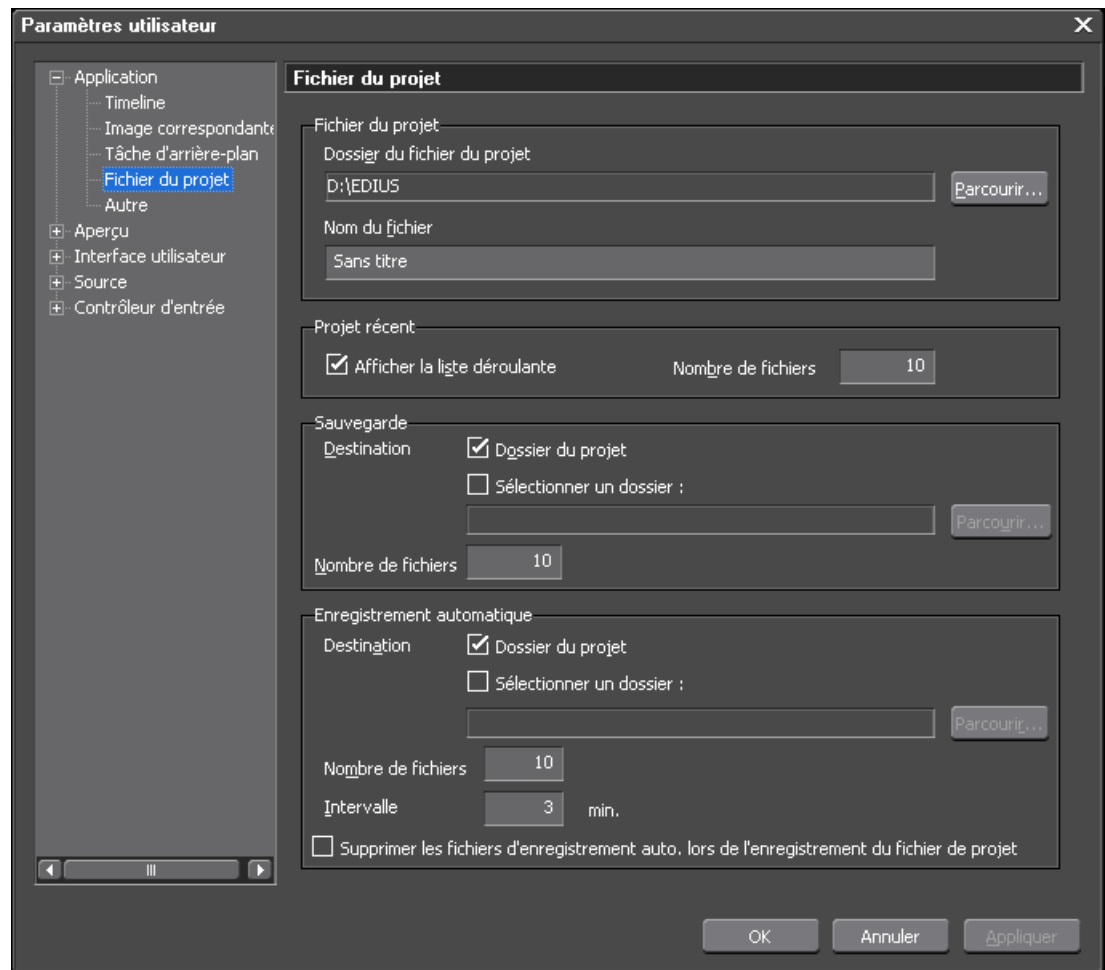 Paramètres utilisateur
Application
Timeline
Image correspondante
Tâche d'arrière-plan
Fichier du projet
Autre
Aperçu
Interface utilisateur
Source
Contrôleur d'entrée
Fichier du projet
Fichier du projet
Dossier du fichier du projet
D:\EDIUS
Parcourir...
Nom du fichier
Sans titre
Projet récent
Afficher la liste déroulante
Nombre de fichiers
10
Sauvegarde
Destination
Dossier du projet
Sélectionner un dossier :
Parcourir...
Nombre de fichiers
10
Enregistrement automatique
Destination
Dossier du projet
Sélectionner un dossier :
Parcourir...
Nombre de fichiers
10
Intervalle
3
min.
Supprimer les fichiers d'enregistrement auto. lors de l'enregistrement du fichier de projet
OK
Annuler
Appliquer